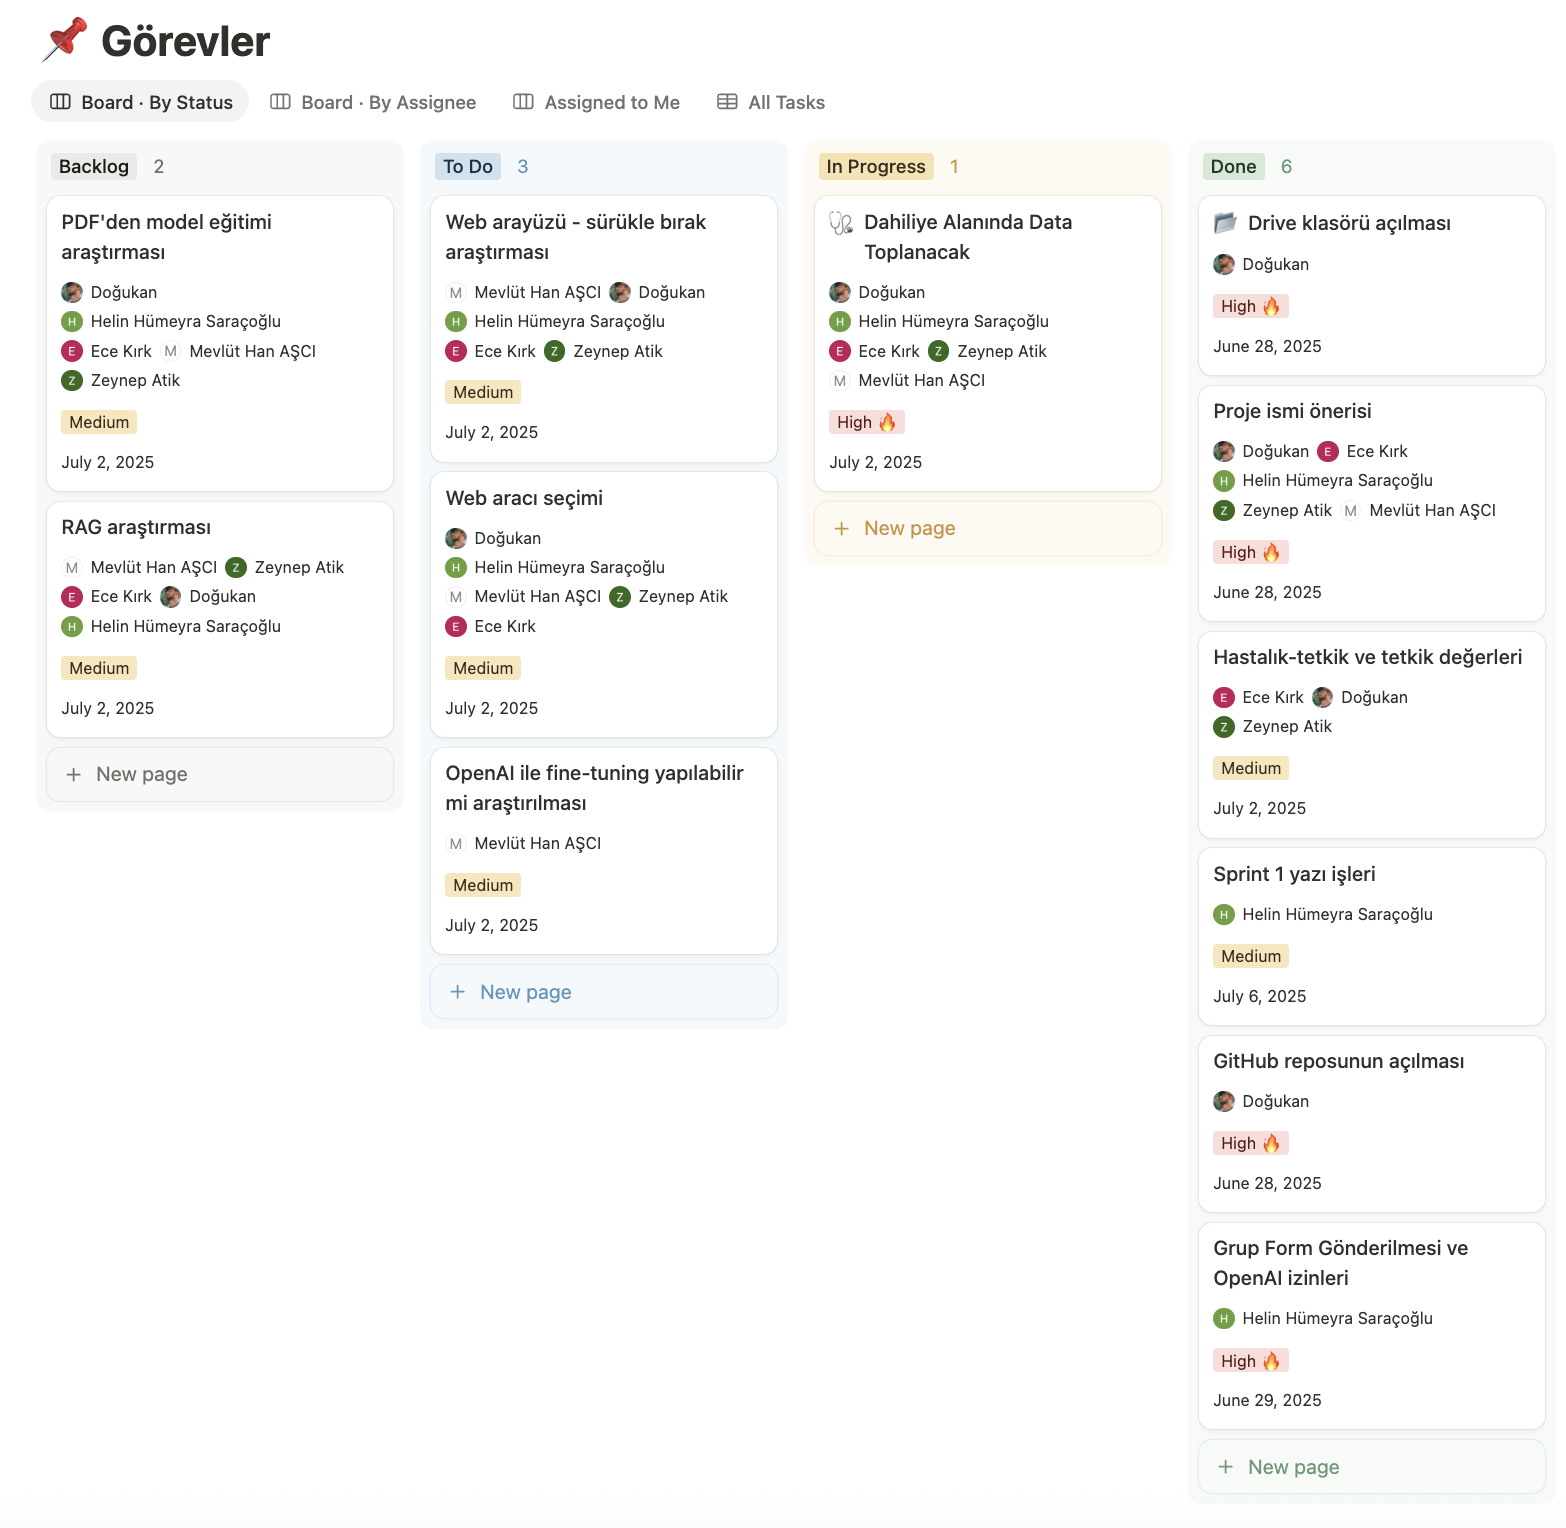 Görevler
Board · By Status
Board · By Assignee
Assigned to Me
All Tasks
Backlog 2
PDF'den model eğitimi
araştırması
Doğukan
H Helin Hümeyra Saraçoğlu
E Ece Kırk M Mevlüt Han AŞCI
Z Zeynep Atik
Medium
July 2, 2025
RAG araştırması
M Mevlüt Han AŞCI Z Zeynep Atik
E Ece Kırk Doğukan
H Helin Hümeyra Saraçoğlu
Medium
July 2, 2025
+ New page
To Do 3
Web arayüzü - sürükle bırak
araştırması
M Mevlüt Han AŞCI Doğukan
H Helin Hümeyra Saraçoğlu
E Ece Kırk Z Zeynep Atik
Medium
July 2, 2025
Web aracı seçimi
Doğukan
H Helin Hümeyra Saraçoğlu
M Mevlüt Han AŞCI Z Zeynep Atik
E Ece Kırk
Medium
July 2, 2025
OpenAI ile fine-tuning yapılabilir
mi araştırılması
M Mevlüt Han AŞCI
Medium
July 2, 2025
+ New page
In Progress 1
Dahiliye Alanında Data
Toplanacak
Doğukan
H Helin Hümeyra Saraçoğlu
E Ece Kırk Z Zeynep Atik
M Mevlüt Han AŞCI
High 🔥
July 2, 2025
+ New page
Done 6
Drive klasörü açılması
Doğukan
High 🔥
June 28, 2025
Proje ismi önerisi
Doğukan E Ece Kırk
H Helin Hümeyra Saraçoğlu
Z Zeynep Atik M Mevlüt Han AŞCI
High 🔥
June 28, 2025
Hastalık-tetkik ve tetkik değerleri
E Ece Kırk Doğukan
Z Zeynep Atik
Medium
July 2, 2025
Sprint 1 yazı işleri
H Helin Hümeyra Saraçoğlu
Medium
July 6, 2025
GitHub reposunun açılması
Doğukan
High 🔥
June 28, 2025
Grup Form Gönderilmesi ve
OpenAI izinleri
H Helin Hümeyra Saraçoğlu
High 🔥
June 29, 2025
+ New page